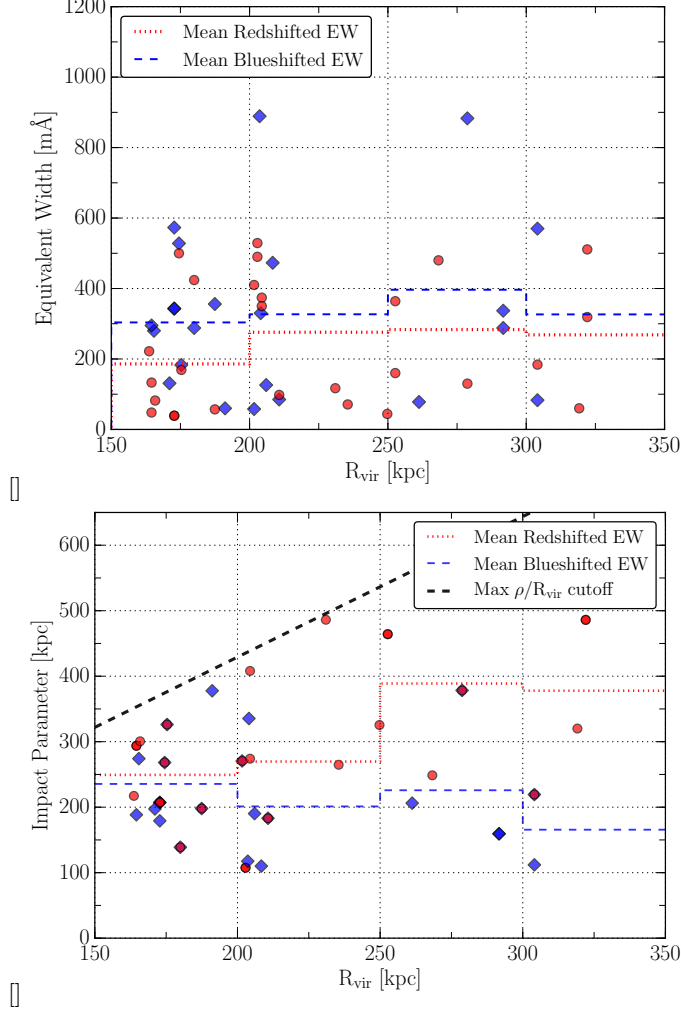 1200
1000
800
600
400
200
0
Equivalent Width [mÅ]
Mean Redshifted EW
Mean Blueshifted EW
150 200 250 300 350
R_vir [kpc]
[]
600
500
400
300
200
100
0
Impact Parameter [kpc]
Mean Redshifted EW
Mean Blueshifted EW
Max ρ/R_vir cutoff
150 200 250 300 350
R_vir [kpc]
[]